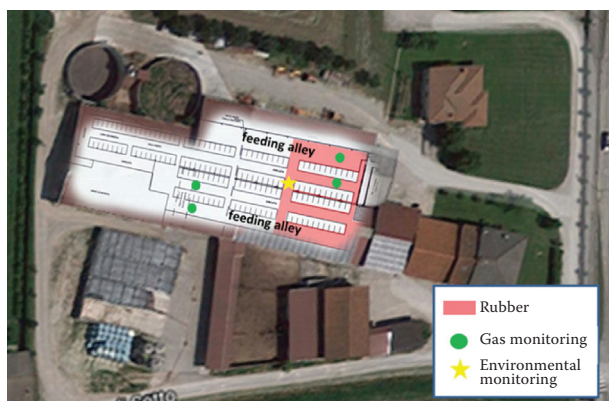 feeding alley
feeding alley
Rubber
Gas monitoring
Environmental
monitoring